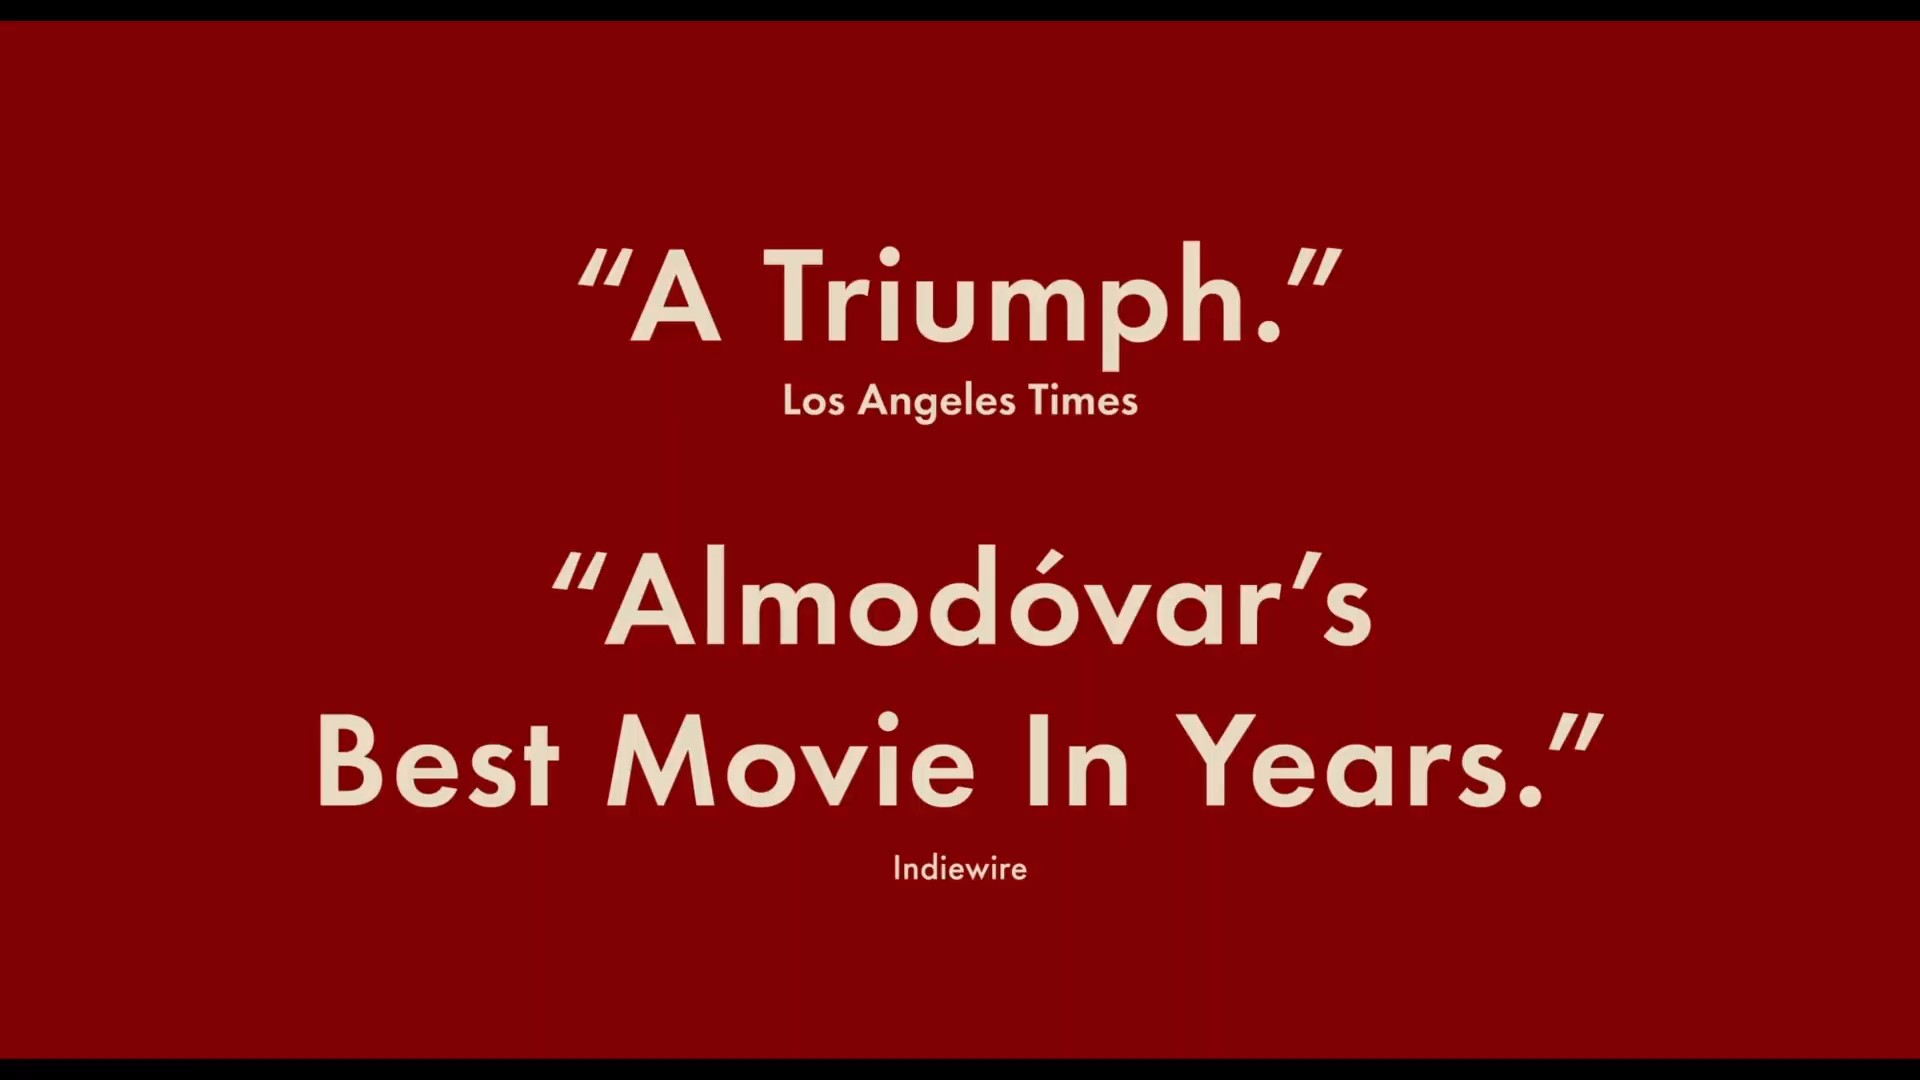 “A Triumph.”
Los Angeles Times
“Almodóvar’s
Best Movie In Years.”
Indiewire